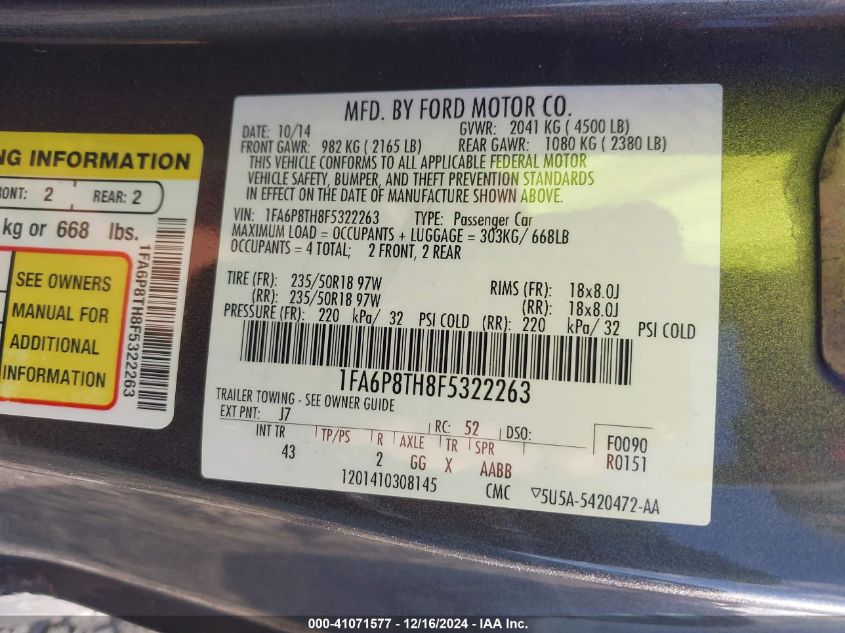 NG INFORMATION
ONT: 2 REAR: 2
kg or 668 lbs.
SEE OWNERS
MANUAL FOR
ADDITIONAL
INFORMATION
1FA6P8TH8F5322263
MFD. BY FORD MOTOR CO.
DATE: 10/14 GVWR: 2041 KG ( 4500 LB)
FRONT GAWR: 982 KG ( 2165 LB) REAR GAWR: 1080 KG ( 2380 LB)
THIS VEHICLE CONFORMS TO ALL APPLICABLE FEDERAL MOTOR
VEHICLE SAFETY, BUMPER, AND THEFT PREVENTION STANDARDS
IN EFFECT ON THE DATE OF MANUFACTURE SHOWN ABOVE.
VIN: 1FA6P8TH8F5322263 TYPE: Passenger Car
MAXIMUM LOAD = OCCUPANTS + LUGGAGE = 303KG/ 668LB
OCCUPANTS = 4 TOTAL; 2 FRONT, 2 REAR
TIRE (FR): 235/50R18 97W RIMS (FR): 18x8.0J
(RR): 235/50R18 97W (RR): 18x8.0J
PRESSURE (FR): 220 kPa/ 32 PSI COLD (RR): 220 kPa/ 32 PSI COLD
1FA6P8TH8F5322263
TRAILER TOWING - SEE OWNER GUIDE
EXT PNT: J7 RC: 52 DSO: F0090
INT TR TP/PS R AXLE TR SPR R0151
43 2 GG X AABB
1201410308145 CMC ▽5U5A-5420472-AA
000-41071577 - 12/16/2024 - IAA Inc.